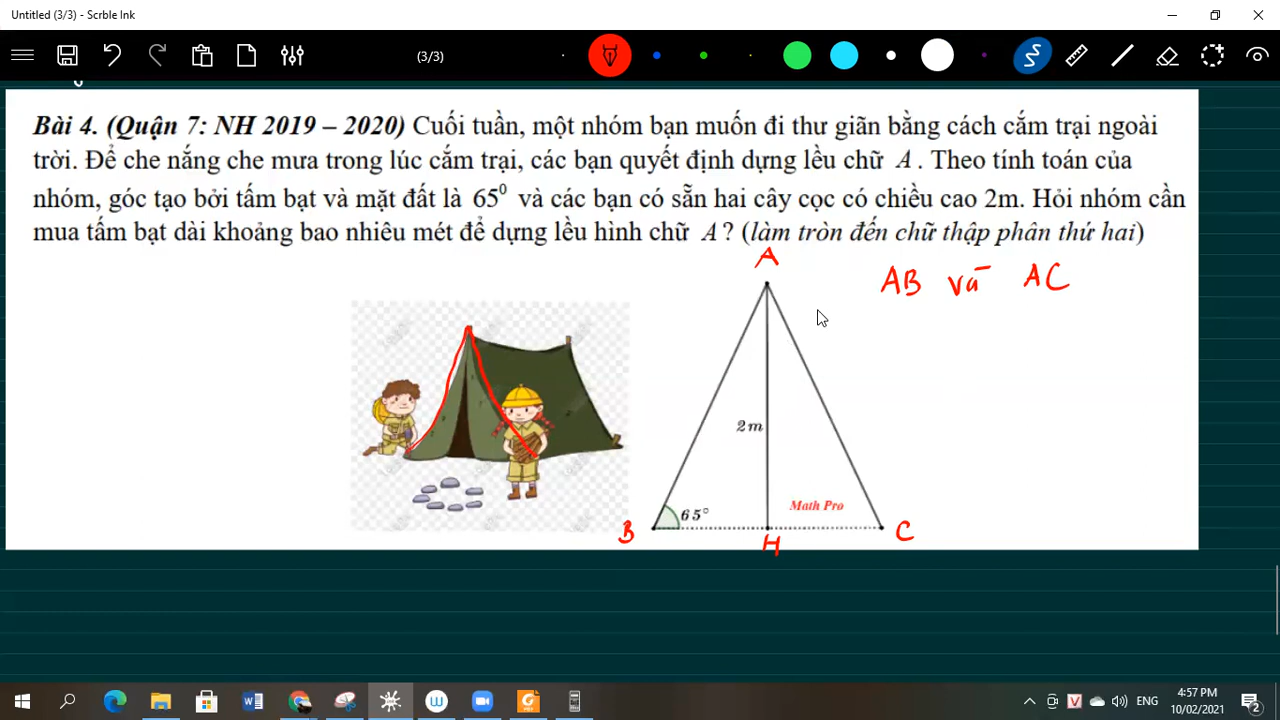 Untitled (3/3) - Scrble Ink
(3/3)
Bài 4. (Quận 7: NH 2019 – 2020) Cuối tuần, một nhóm bạn muốn đi thư giãn bằng cách cắm trại ngoài
trời. Để che nắng che mưa trong lúc cắm trại, các bạn quyết định dựng lều chữ A. Theo tính toán của
nhóm, góc tạo bởi tấm bạt và mặt đất là 65⁰ và các bạn có sẵn hai cây cọc có chiều cao 2m. Hỏi nhóm cần
mua tấm bạt dài khoảng bao nhiêu mét để dựng lều hình chữ A? (làm tròn đến chữ thập phân thứ hai)
A
AB và AC
2m
65°
Math Pro
B
H
C
ENG
4:57 PM
10/02/2021
2